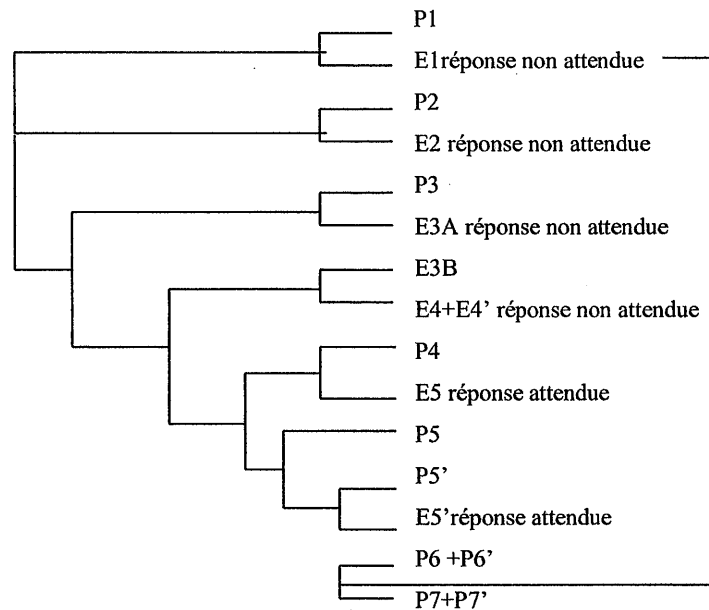 P1
E1réponse non attendue
P2
E2 réponse non attendue
P3
E3A réponse non attendue
E3B
E4+E4’ réponse non attendue
P4
E5 réponse attendue
P5
P5’
E5’réponse attendue
P6 +P6’
P7+P7’